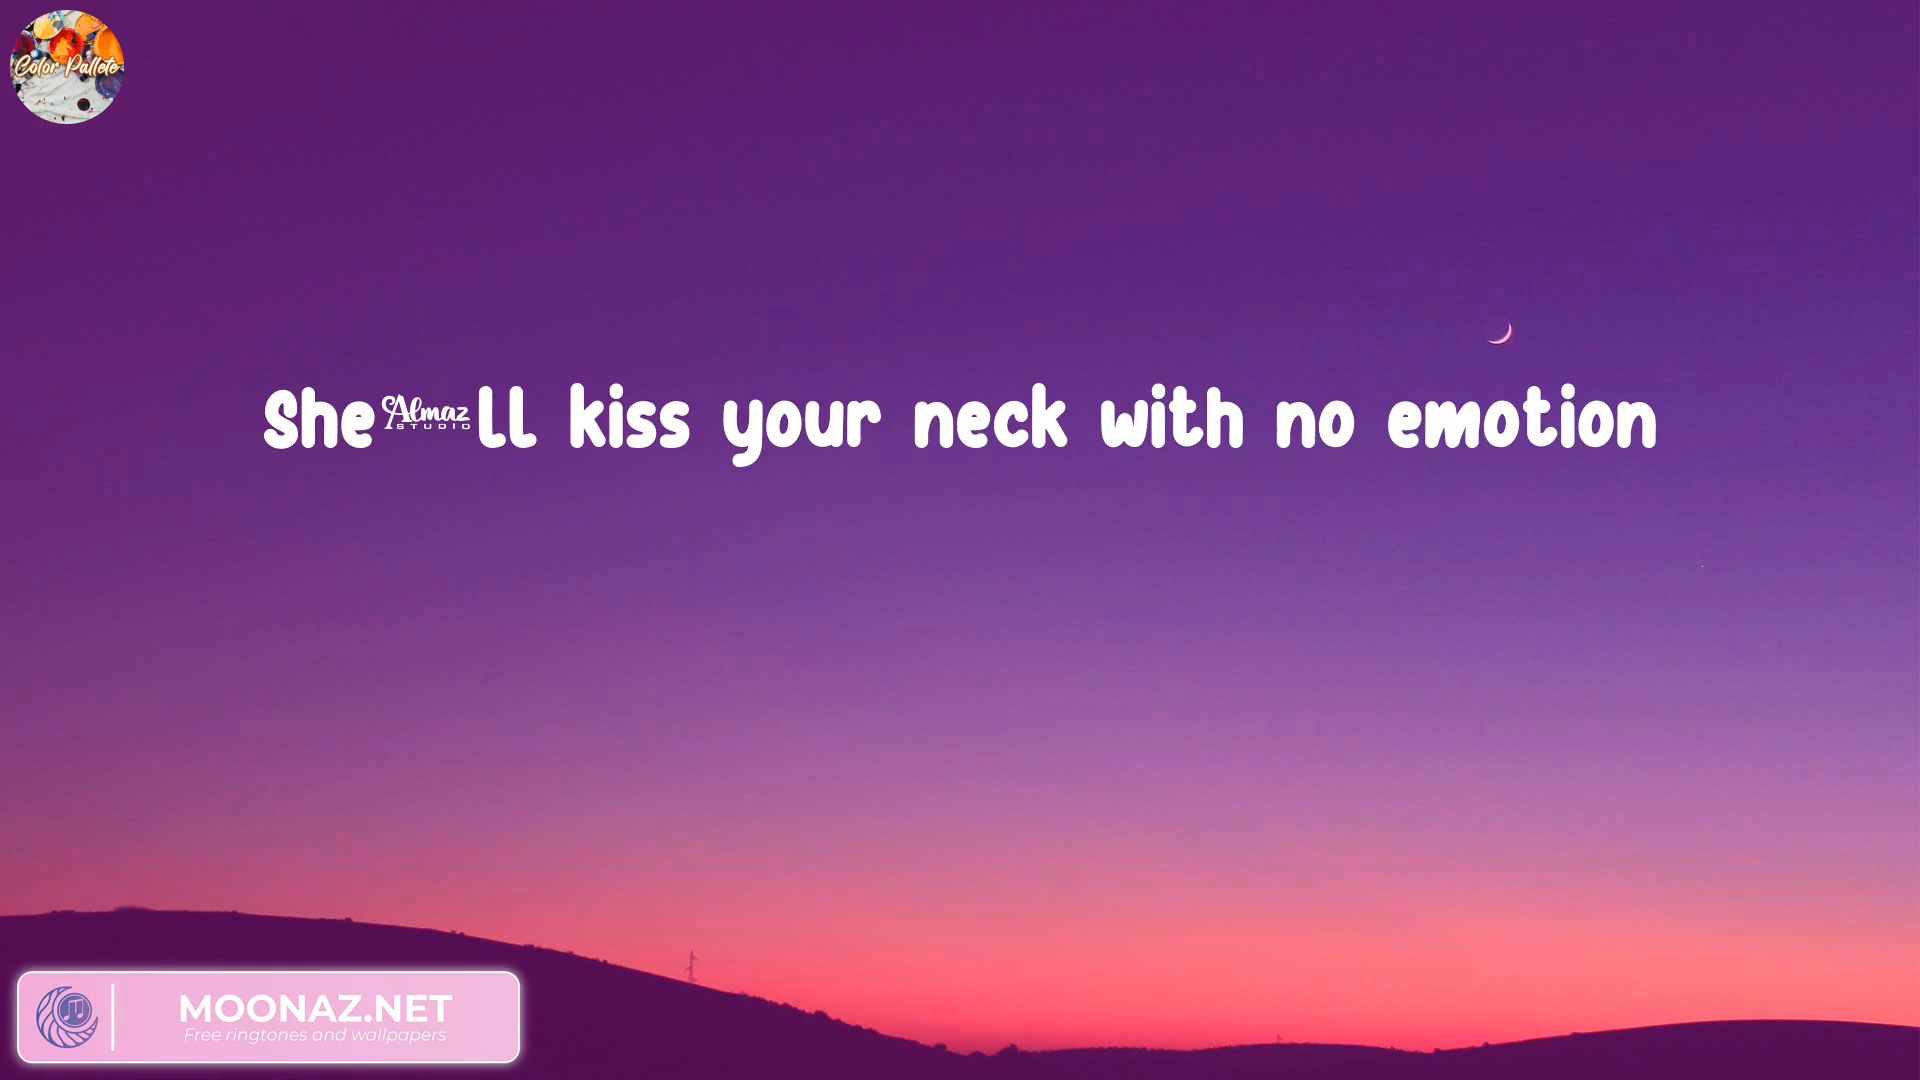 Color Pallete
She Almaz STUDIO ll kiss your neck with no emotion
MOONAZ.NET
Free ringtones and wallpapers